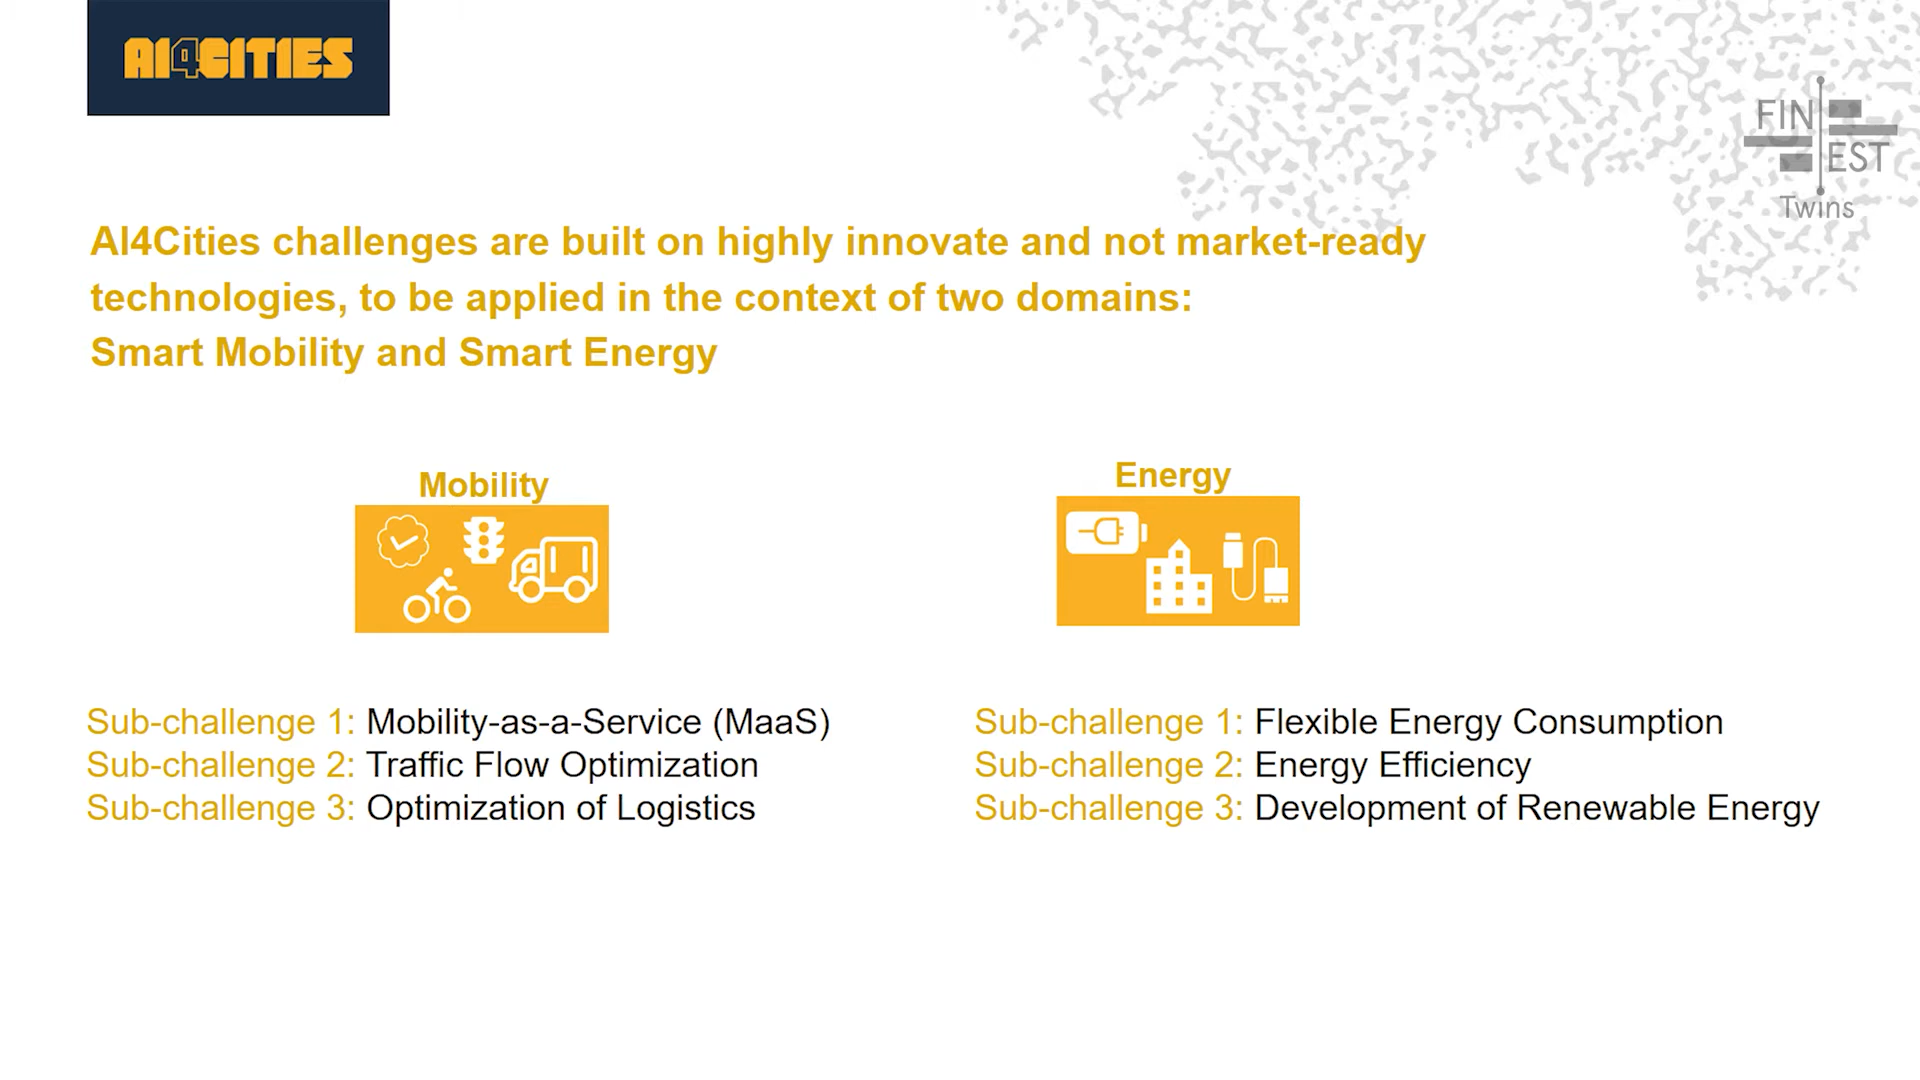 AI4CITIES
FIN
EST
Twins
AI4Cities challenges are built on highly innovate and not market-ready
technologies, to be applied in the context of two domains:
Smart Mobility and Smart Energy
Mobility
Energy
Sub-challenge 1: Mobility-as-a-Service (MaaS)
Sub-challenge 2: Traffic Flow Optimization
Sub-challenge 3: Optimization of Logistics
Sub-challenge 1: Flexible Energy Consumption
Sub-challenge 2: Energy Efficiency
Sub-challenge 3: Development of Renewable Energy